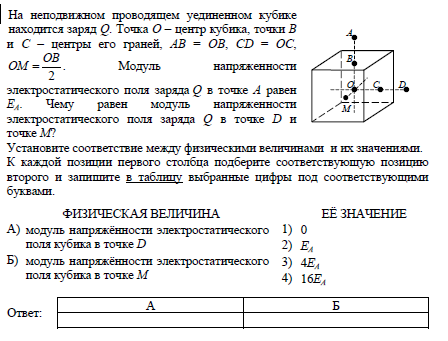 На неподвижном проводящем уединенном кубике
находится заряд Q. Точка O – центр кубика, точки B
и C – центры его граней, AB = OB, CD = OC,
OM = OB/2. Модуль напряженности
электростатического поля заряда Q в точке A равен
E_A. Чему равен модуль напряженности
электростатического поля заряда Q в точке D и
точке M?
A
B
O
C
D
M
Установите соответствие между физическими величинами и их значениями.
К каждой позиции первого столбца подберите соответствующую позицию
второго и запишите в таблицу выбранные цифры под соответствующими
буквами.
ФИЗИЧЕСКАЯ ВЕЛИЧИНА ЕЁ ЗНАЧЕНИЕ
А) модуль напряжённости электростатического 1) 0
поля кубика в точке D 2) E_A
Б) модуль напряжённости электростатического 3) 4E_A
поля кубика в точке M 4) 16E_A
Ответ:
А Б